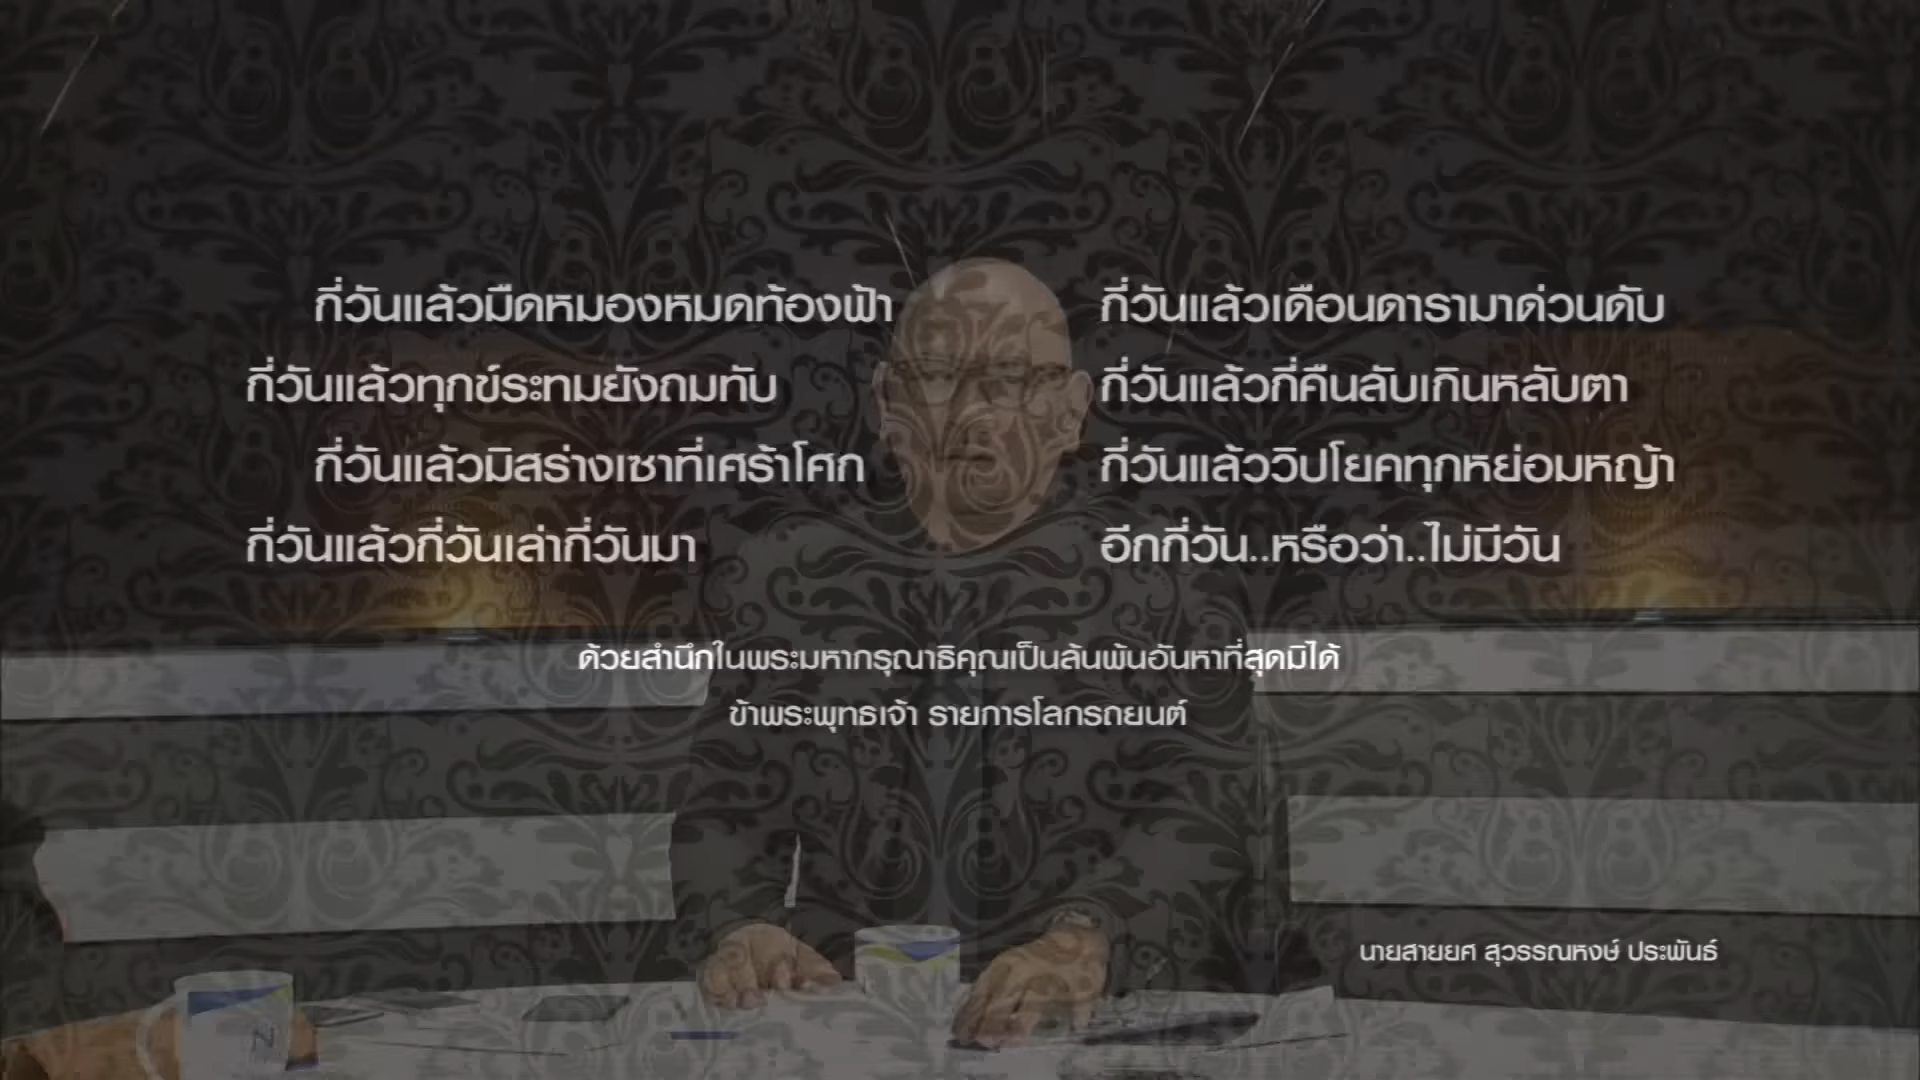 กี่วันแล้วมืดหมองหมดท้องฟ้า กี่วันแล้วเดือนดารามาด่วนดับ
กี่วันแล้วทุกข์ระทมยังถมทับ กี่วันแล้วกี่คืนลับเกินหลับตา
กี่วันแล้วมิสร่างเซาที่เศร้าโศก กี่วันแล้ววิปโยคทุกหย่อมหญ้า
กี่วันแล้วกี่วันเล่ากี่วันมา อีกกี่วัน..หรือว่า..ไม่มีวัน
ด้วยสำนึกในพระมหากรุณาธิคุณเป็นล้นพ้นอันหาที่สุดมิได้
ข้าพระพุทธเจ้า รายการโลกรถยนต์
นายสายยศ สุวรรณหงษ์ ประพันธ์
N